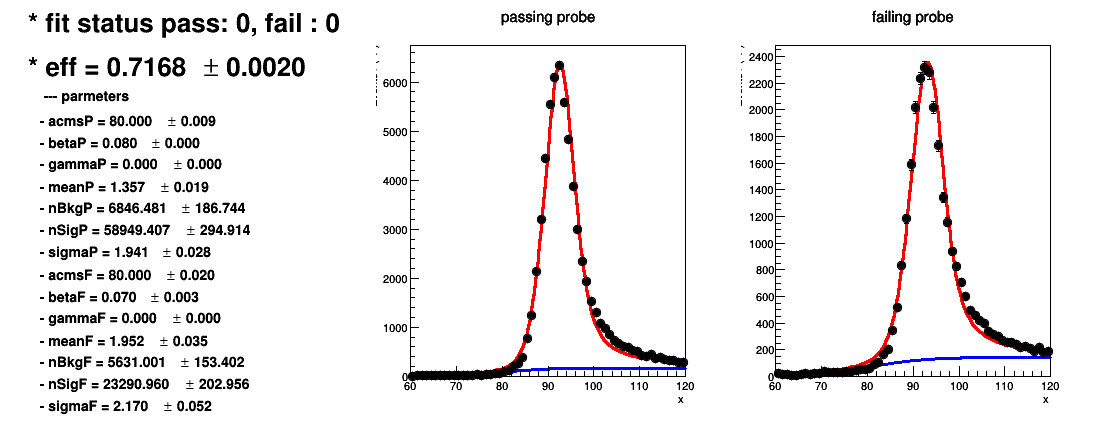 * fit status pass: 0, fail : 0
* eff = 0.7168 ± 0.0020
--- parmeters
- acmsP = 80.000 ± 0.009
- betaP = 0.080 ± 0.000
- gammaP = 0.000 ± 0.000
- meanP = 1.357 ± 0.019
- nBkgP = 6846.481 ± 186.744
- nSigP = 58949.407 ± 294.914
- sigmaP = 1.941 ± 0.028
- acmsF = 80.000 ± 0.020
- betaF = 0.070 ± 0.003
- gammaF = 0.000 ± 0.000
- meanF = 1.952 ± 0.035
- nBkgF = 5631.001 ± 153.402
- nSigF = 23290.960 ± 202.956
- sigmaF = 2.170 ± 0.052
passing probe
6000
5000
4000
3000
2000
1000
0
60 70 80 90 100 110 120
x
failing probe
2400
2200
2000
1800
1600
1400
1200
1000
800
600
400
200
0
60 70 80 90 100 110 120
x